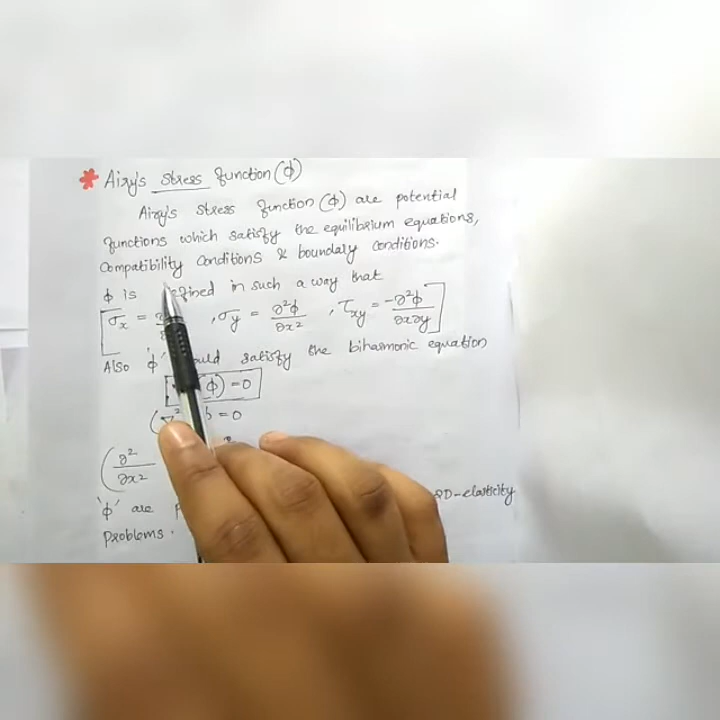 * Airy's stress function (ϕ)
Airy's stress function (ϕ) are potential
functions which satisfy the equilibrium equations,
Compatibility conditions & boundary conditions.
ϕ is defined in such a way that
σx = , σy = ∂²ϕ/∂x² , τxy = -∂²ϕ/∂x∂y
Also 'ϕ' satisfy the biharmonic equation
(ϕ) = 0
= 0
(∂²/∂x²
'ϕ' are 2D-elasticity
problems.